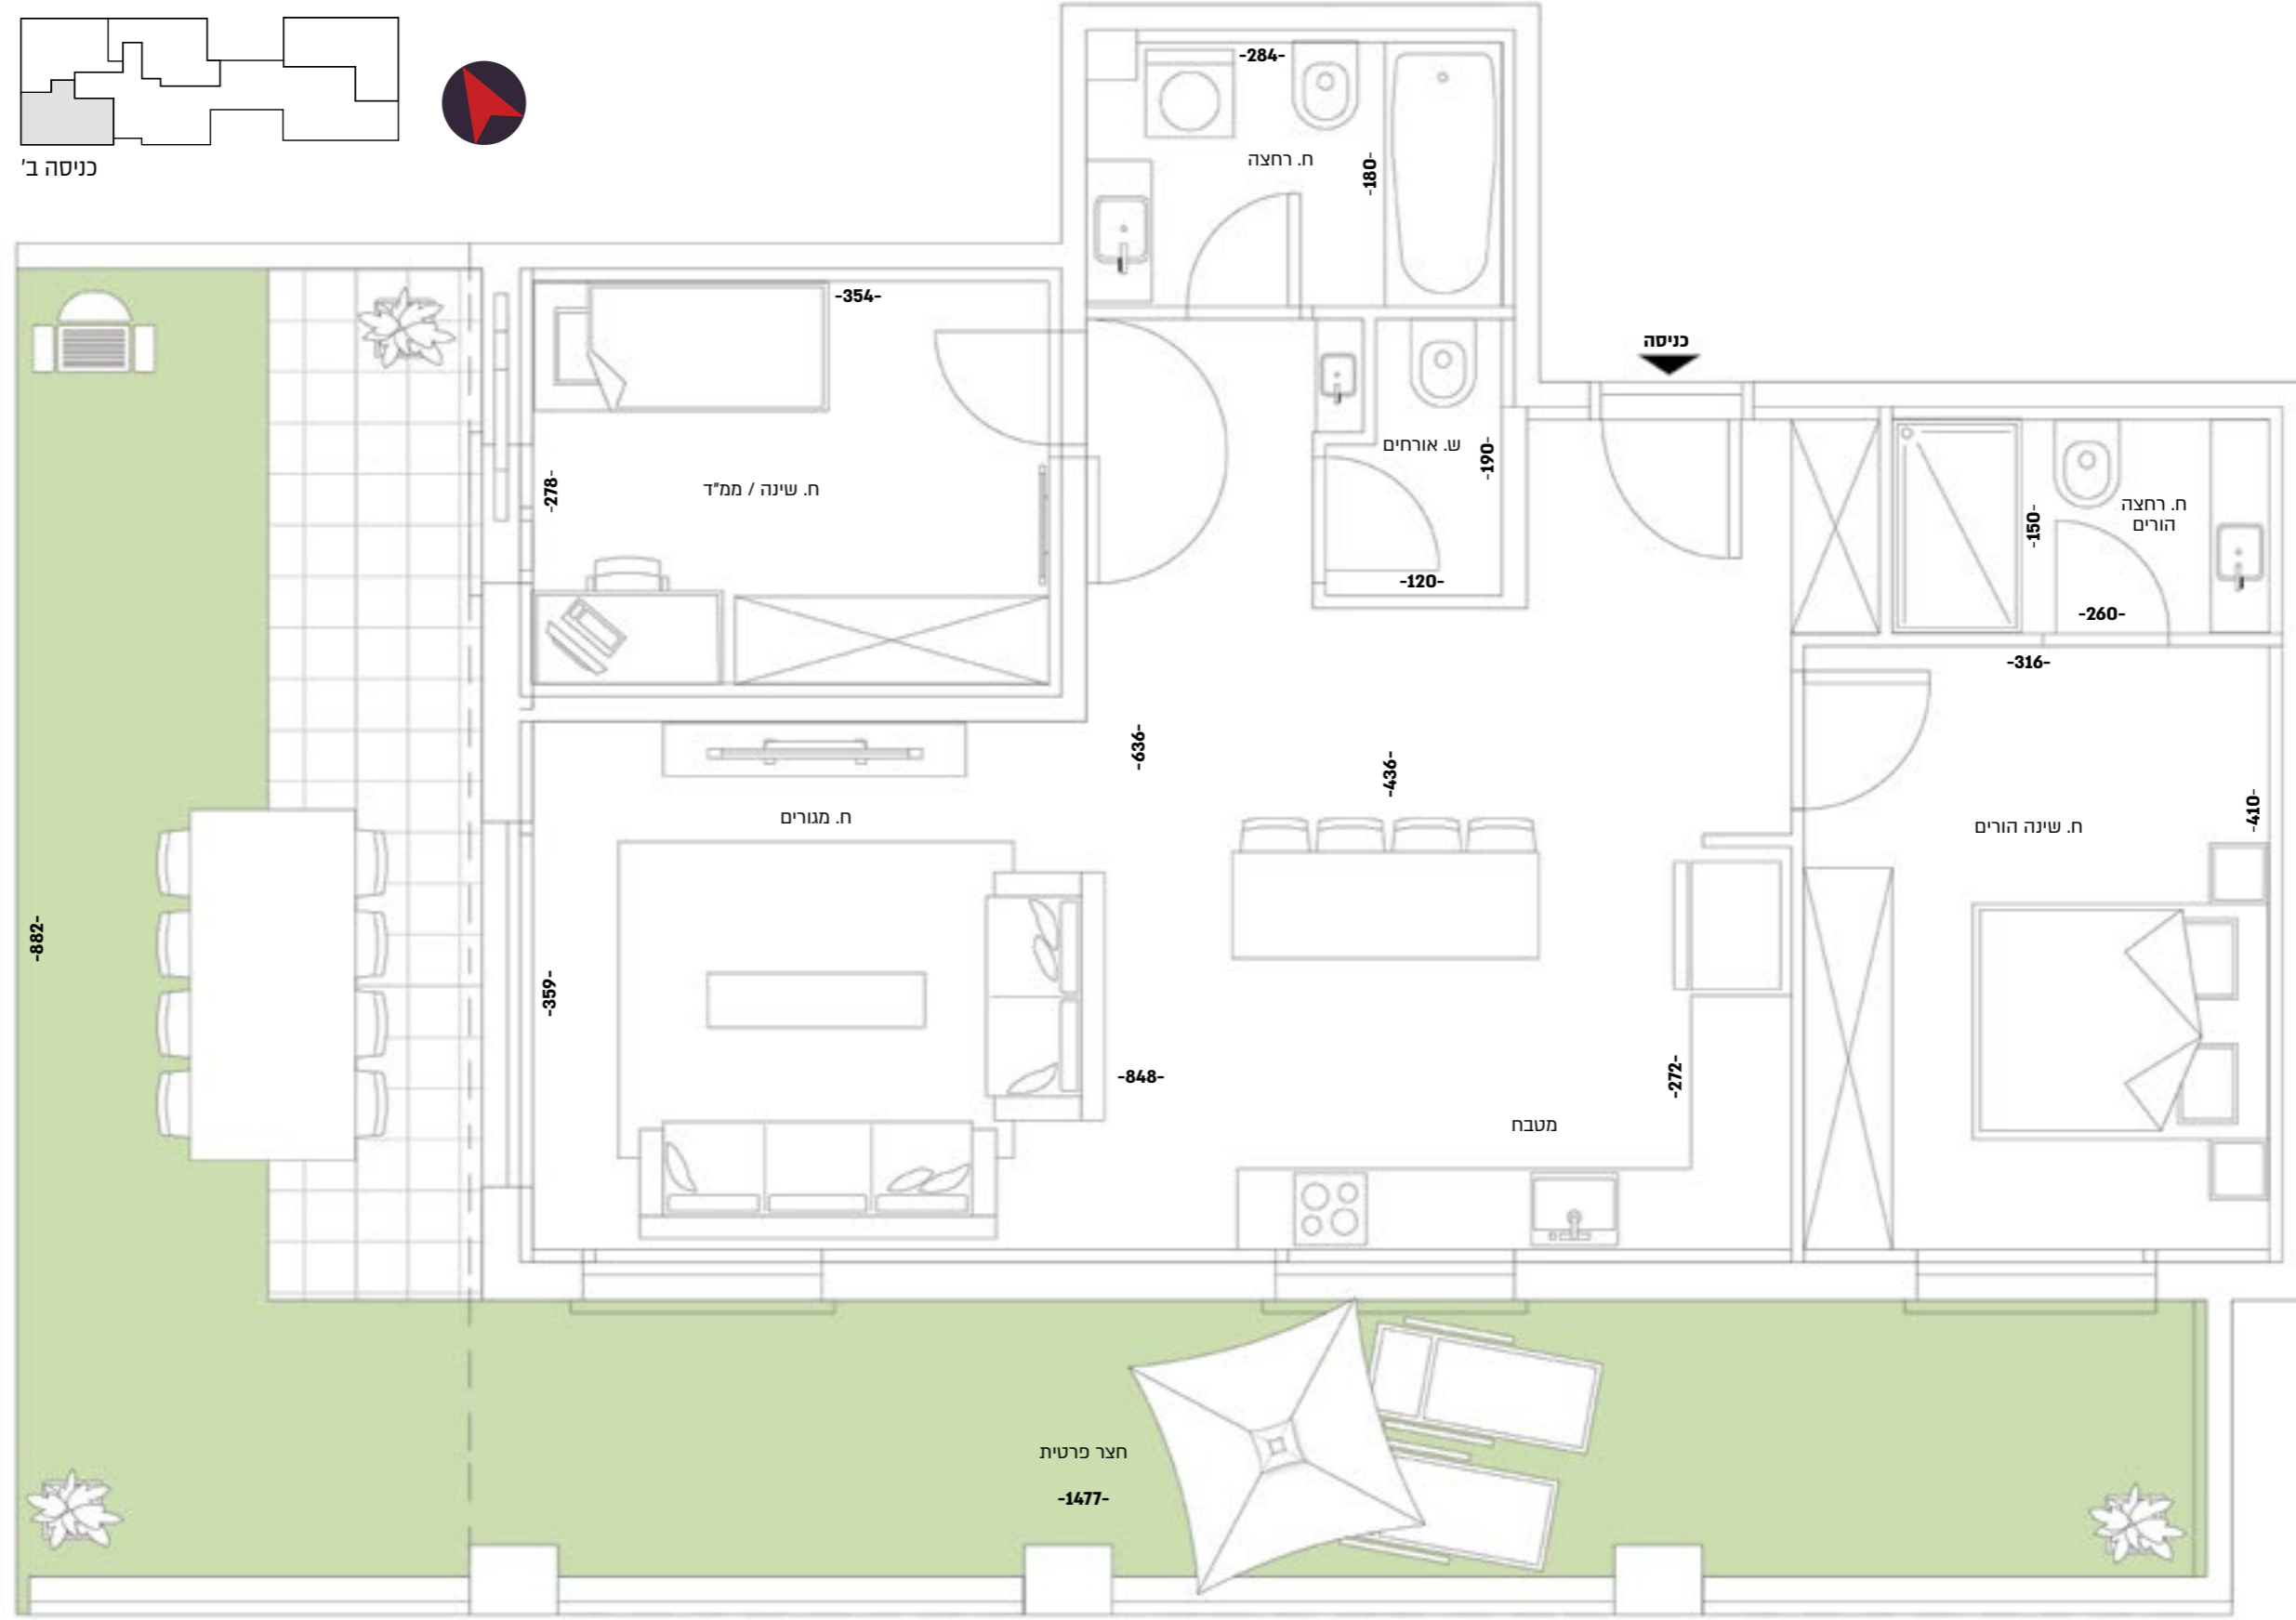 כניסה ב'
-284-
ח. רחצה
-180-
-354-
כניסה
ש. אורחים
-190-
-278-
ח. שינה / ממ"ד
ח. רחצה
הורים
-150-
-120-
-260-
-316-
-636-
-436-
ח. מגורים
-410-
ח. שינה הורים
-882-
-359-
-848-
-272-
מטבח
חצר פרטית
-1477-